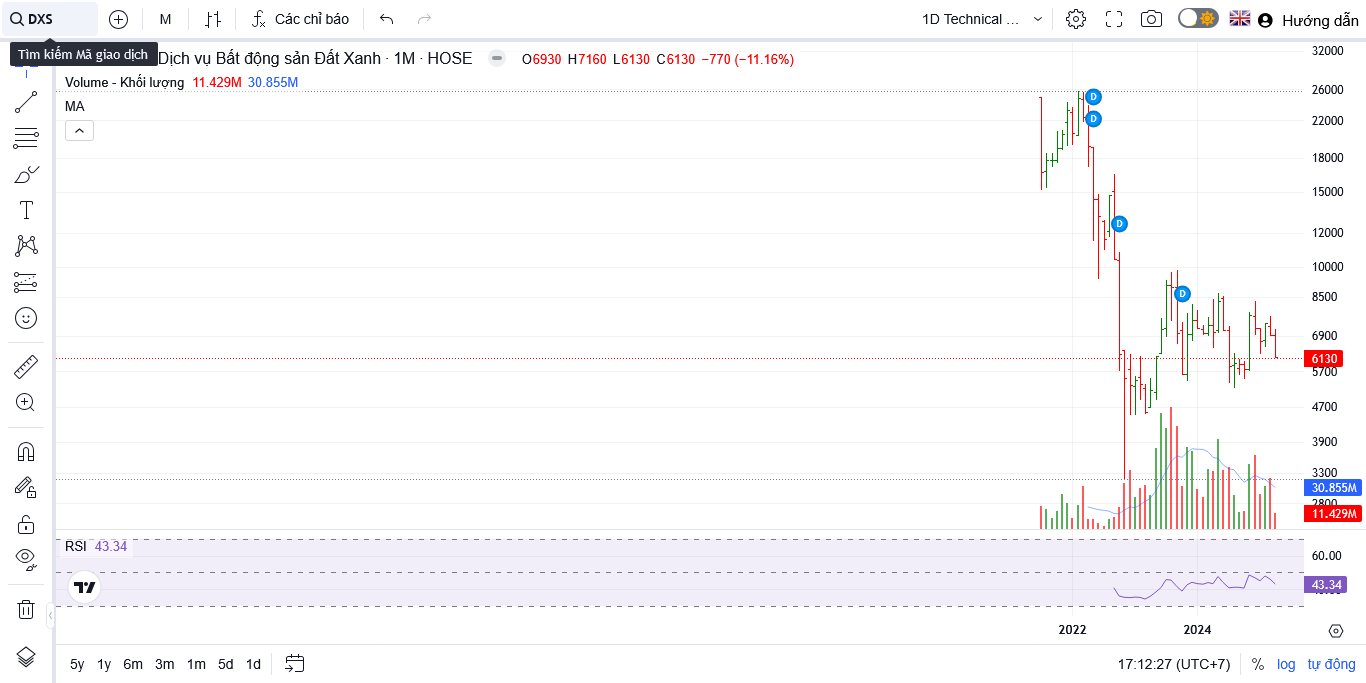 DXS
M
Các chỉ báo
1D Technical ...
Hướng dẫn
Tìm kiếm Mã giao dịch
Dịch vụ Bất động sản Đất Xanh · 1M · HOSE
O6930 H7160 L6130 C6130 −770 (−11.16%)
Volume - Khối lượng 11.429M 30.855M
MA
D
D
D
D
32000
26000
22000
18000
15000
12000
10000
8500
6900
6130
5700
4700
3900
3300
30.855M
2800
11.429M
RSI 43.34
60.00
43.34
2022
2024
5y 1y 6m 3m 1m 5d 1d
17:12:27 (UTC+7)
% log tự động